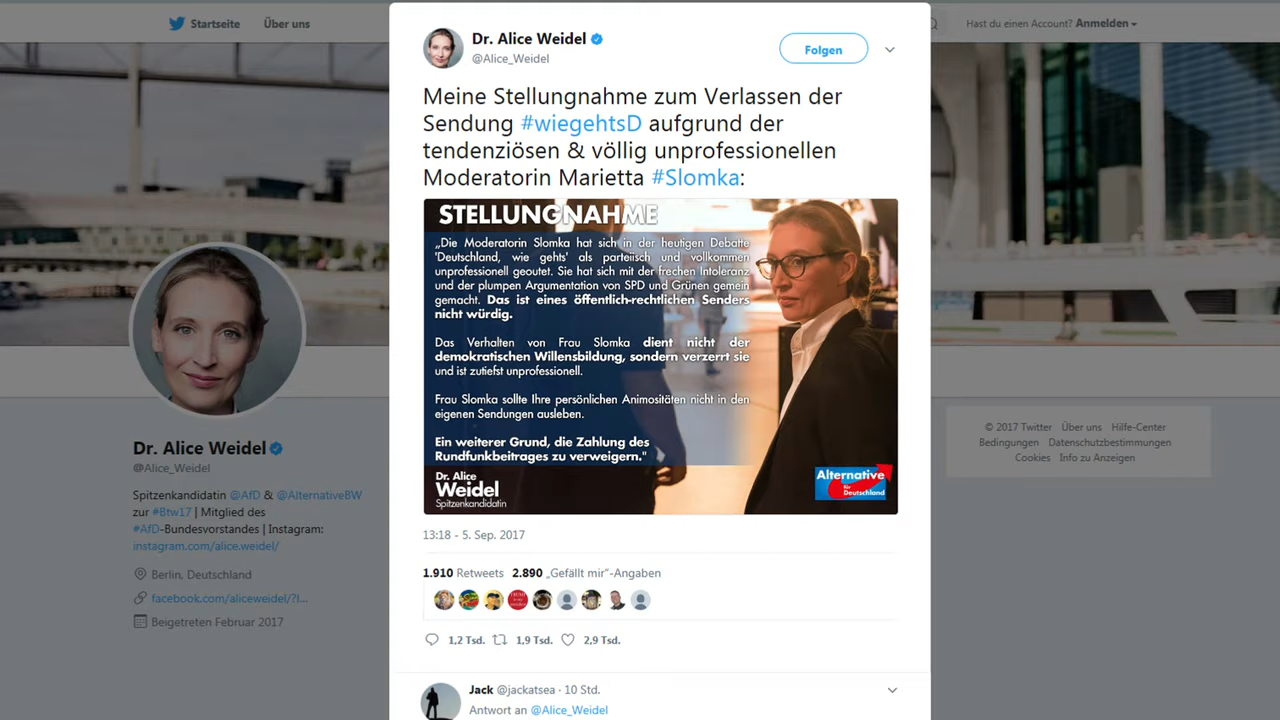 Startseite Über uns
Hast du einen Account? Anmelden
Dr. Alice Weidel
@Alice_Weidel
Folgen
Meine Stellungnahme zum Verlassen der
Sendung #wiegehtsD aufgrund der
tendenziösen & völlig unprofessionellen
Moderatorin Marietta #Slomka:
STELLUNGNAHME
„Die Moderatorin Slomka hat sich in der heutigen Debatte
'Deutschland, wie gehts' als parteiisch und vollkommen
unprofessionell geoutet. Sie hat sich mit der frechen Intoleranz
und der plumpen Argumentation von SPD und Grünen gemein
gemacht. Das ist eines öffentlich-rechtlichen Senders
nicht würdig.
Das Verhalten von Frau Slomka dient nicht der
demokratischen Willensbildung, sondern verzerrt sie
und ist zutiefst unprofessionell.
Frau Slomka sollte Ihre persönlichen Animositäten nicht in den
eigenen Sendungen ausleben.
Ein weiterer Grund, die Zahlung des
Rundfunkbeitrages zu verweigern."
Dr. Alice
Weidel
Spitzenkandidatin
Alternative
für
Deutschland
13:18 - 5. Sep. 2017
1.910 Retweets 2.890 „Gefällt mir"-Angaben
1,2 Tsd. 1,9 Tsd. 2,9 Tsd.
Jack @jackatsea · 10 Std.
Antwort an @Alice_Weidel
Dr. Alice Weidel
@Alice_Weidel
Spitzenkandidatin @AfD & @AlternativeBW
zur #Btw17 | Mitglied des
#AfD-Bundesvorstandes | Instagram:
instagram.com/alice.weidel/
Berlin, Deutschland
facebook.com/aliceweidel/?l...
Beigetreten Februar 2017
© 2017 Twitter Über uns Hilfe-Center
Bedingungen Datenschutzbestimmungen
Cookies Info zu Anzeigen